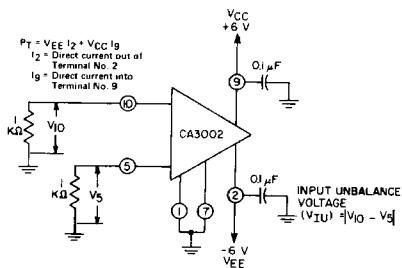 P_T = V_EE I_2 + V_CC I_9
I_2 = Direct current out of
Terminal No. 2
I_9 = Direct current into
Terminal No. 9
V_CC
+6 V
0.1 µF
9
10
1
KΩ
V_10
CA3002
5
1
KΩ
V_5
1
7
2
0.1 µF
-6 V
V_EE
INPUT UNBALANCE
VOLTAGE
(V_IU) = |V_10 - V_5|